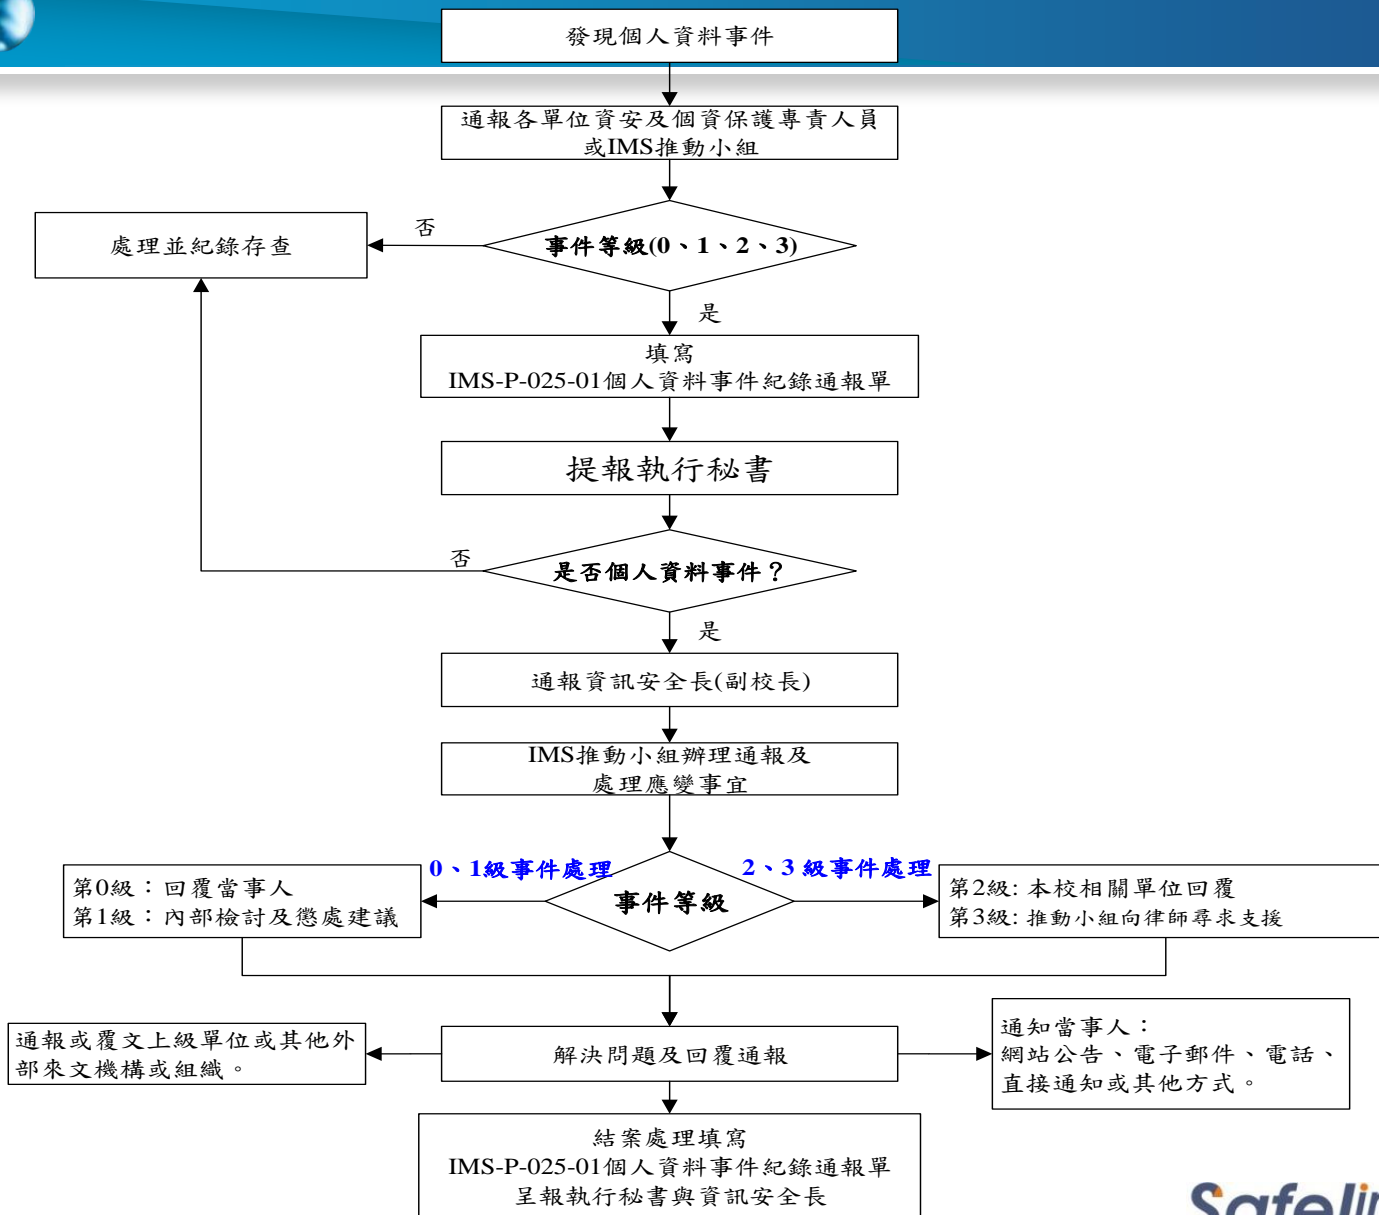 發現個人資料事件
通報各單位資安及個資保護專責人員
或IMS推動小組
否
處理並紀錄存查
事件等級(0、1、2、3)
是
填寫
IMS-P-025-01個人資料事件紀錄通報單
提報執行秘書
否
是否個人資料事件？
是
通報資訊安全長(副校長)
IMS推動小組辦理通報及
處理應變事宜
0、1級事件處理
2、3 級事件處理
第0級：回覆當事人
第1級：內部檢討及懲處建議
事件等級
第2級: 本校相關單位回覆
第3級: 推動小組向律師尋求支援
通報或覆文上級單位或其他外
部來文機構或組織。
解決問題及回覆通報
通知當事人：
網站公告、電子郵件、電話、
直接通知或其他方式。
結案處理填寫
IMS-P-025-01個人資料事件紀錄通報單
呈報執行秘書與資訊安全長